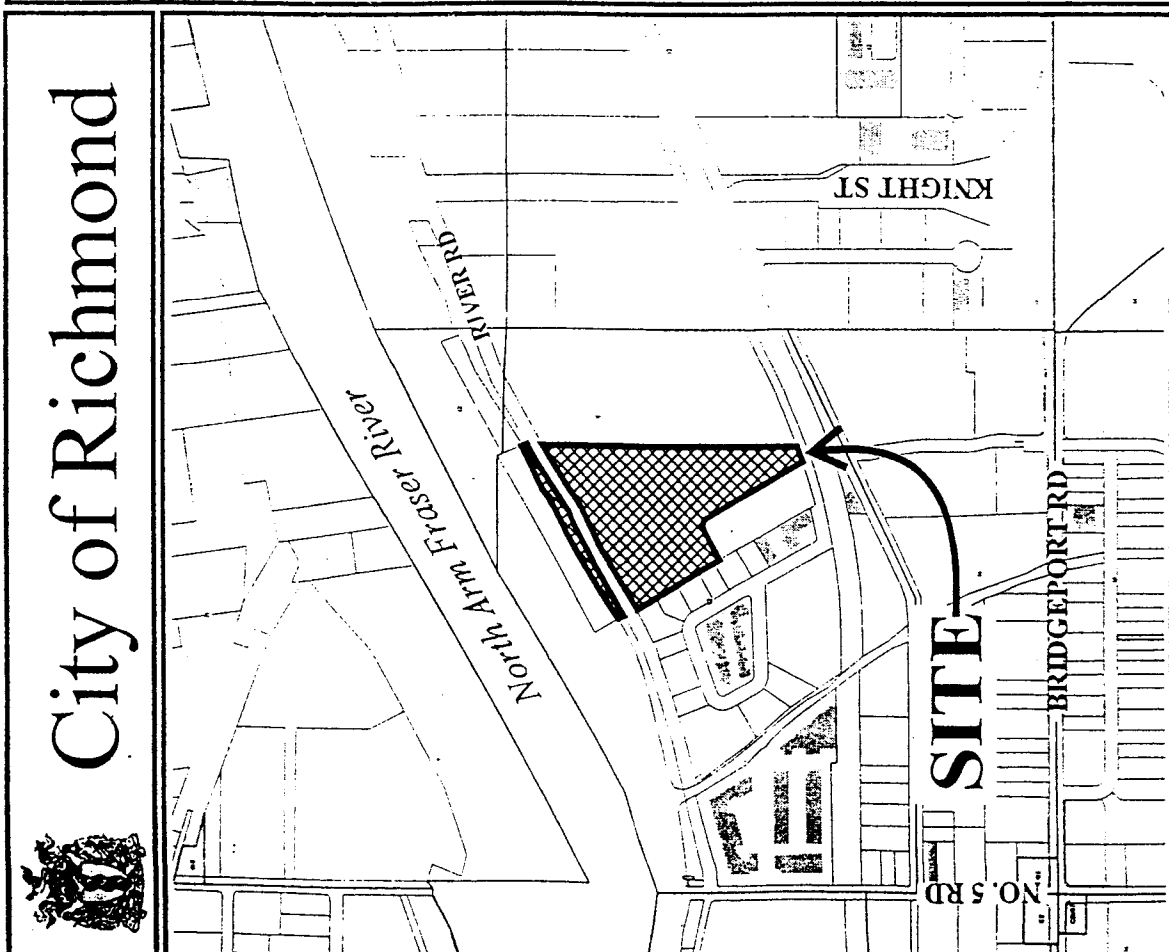 City of Richmond
North Arm Fraser River
RIVER RD
KNIGHT ST
SITE
BRIDGEPORT RD
NO. 5 RD